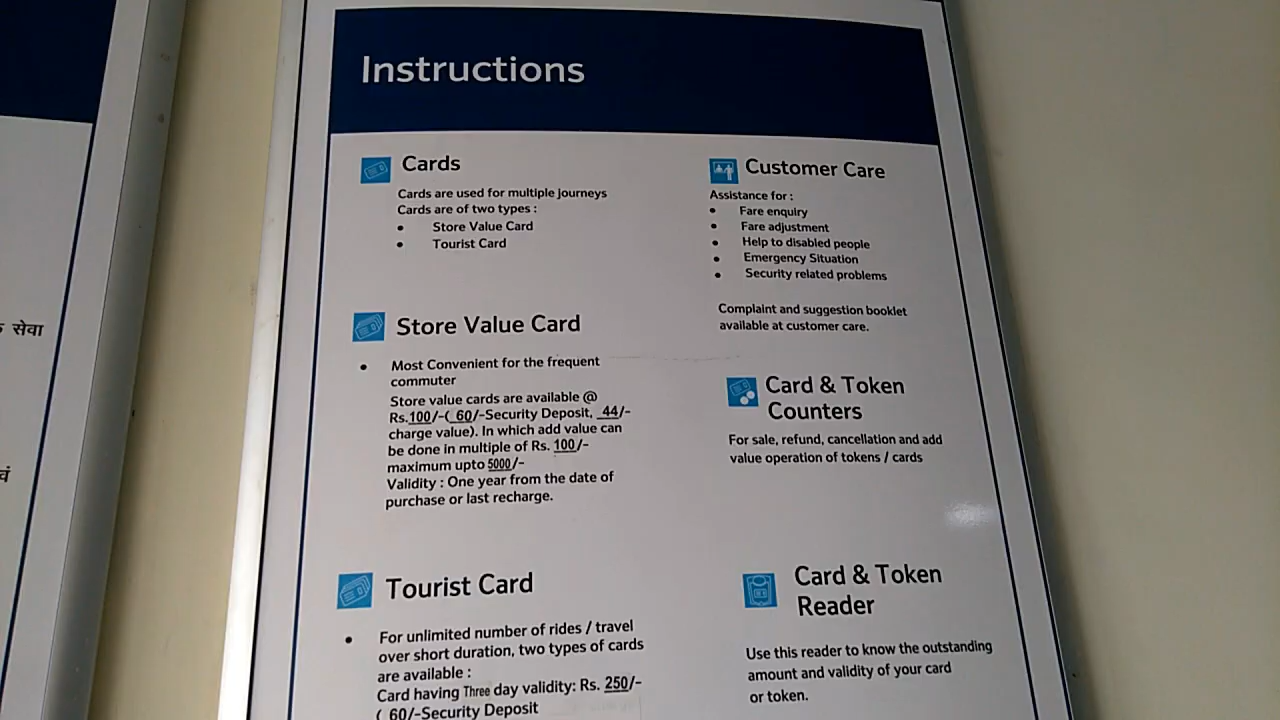 Instructions
Cards
Cards are used for multiple journeys
Cards are of two types :
• Store Value Card
• Tourist Card
Store Value Card
• Most Convenient for the frequent
commuter
Store value cards are available @
Rs.100/-( 60/-Security Deposit, 44/-
charge value). In which add value can
be done in multiple of Rs. 100/-
maximum upto 5000/-
Validity : One year from the date of
purchase or last recharge.
Tourist Card
• For unlimited number of rides / travel
over short duration, two types of cards
are available :
Card having Three day validity: Rs. 250/-
( 60/-Security Deposit
Customer Care
Assistance for :
• Fare enquiry
• Fare adjustment
• Help to disabled people
• Emergency Situation
• Security related problems
Complaint and suggestion booklet
available at customer care.
Card & Token
Counters
For sale, refund, cancellation and add
value operation of tokens / cards
Card & Token
Reader
Use this reader to know the outstanding
amount and validity of your card
or token.
सेवा